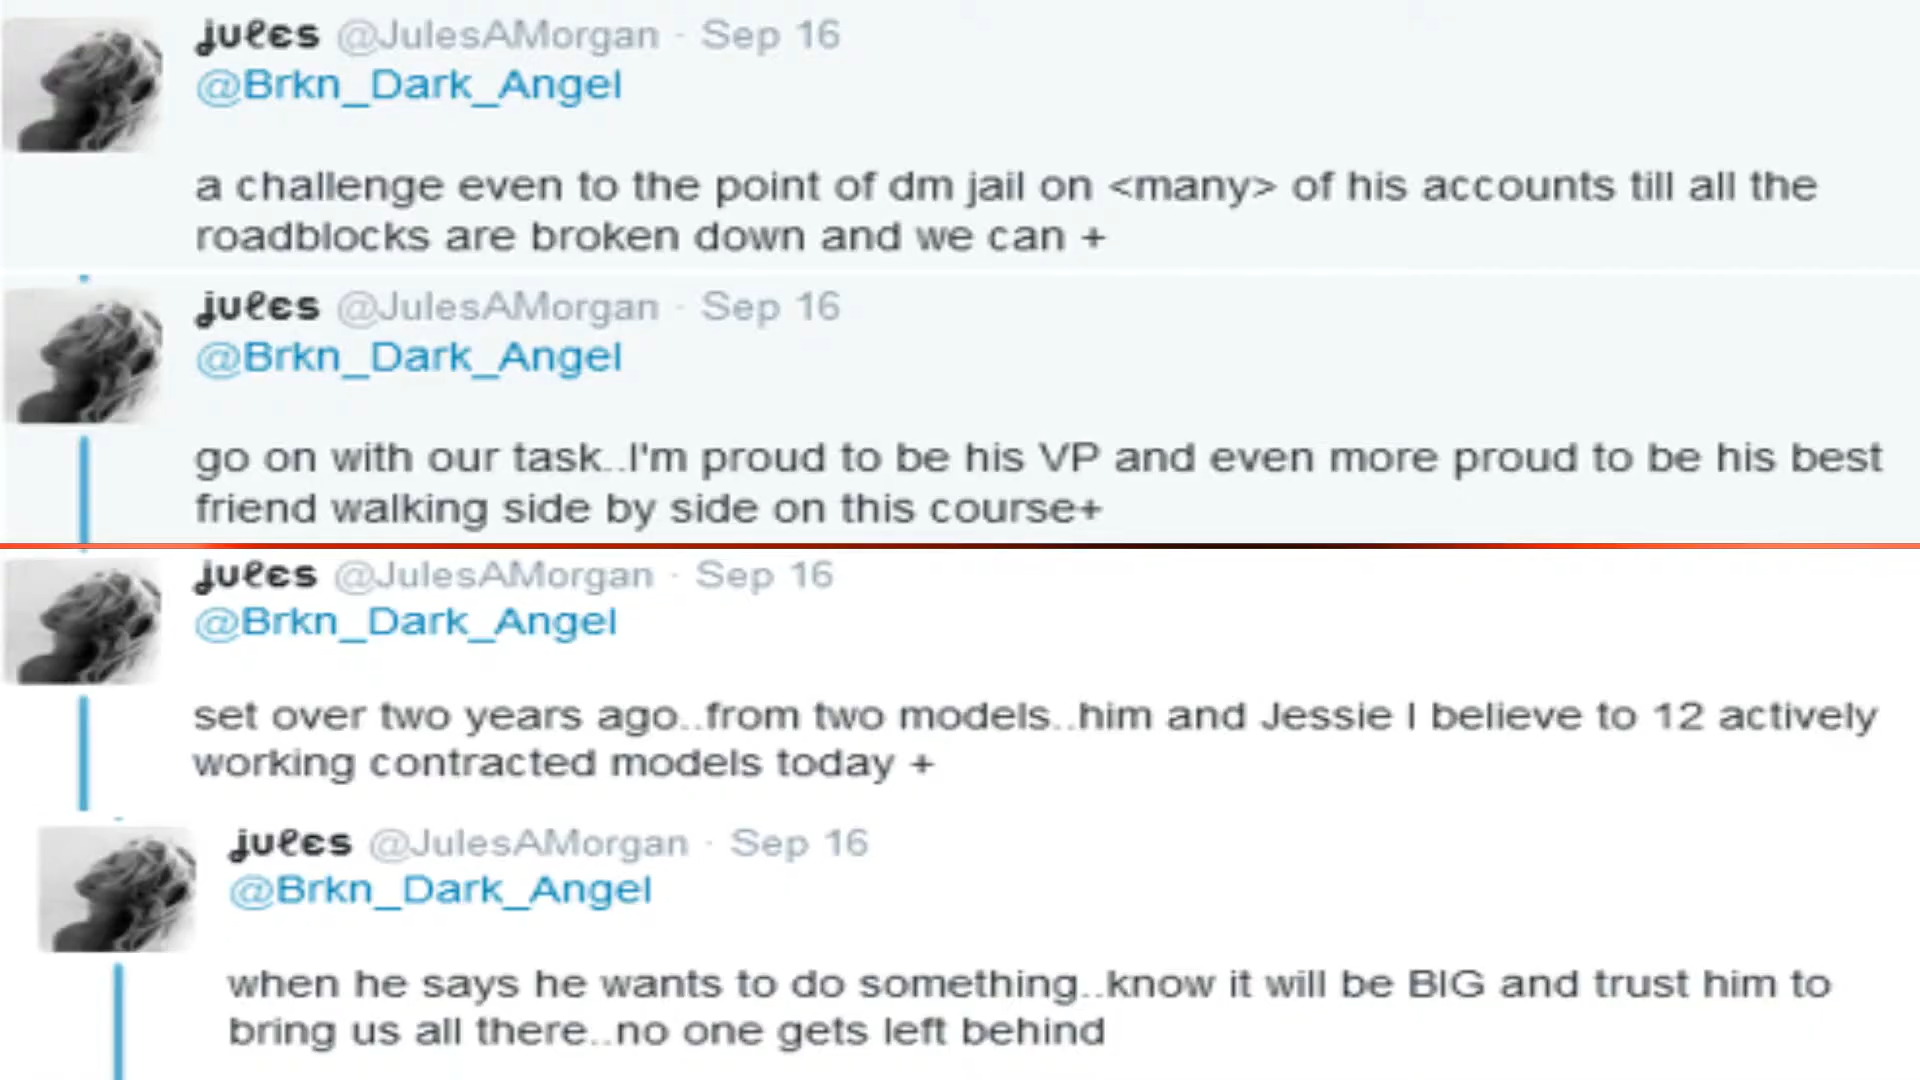 jules @JulesAMorgan · Sep 16
@Brkn_Dark_Angel
a challenge even to the point of dm jail on <many> of his accounts till all the
roadblocks are broken down and we can +
jules @JulesAMorgan · Sep 16
@Brkn_Dark_Angel
go on with our task..I'm proud to be his VP and even more proud to be his best
friend walking side by side on this course+
jules @JulesAMorgan · Sep 16
@Brkn_Dark_Angel
set over two years ago..from two models..him and Jessie I believe to 12 actively
working contracted models today +
jules @JulesAMorgan · Sep 16
@Brkn_Dark_Angel
when he says he wants to do something..know it will be BIG and trust him to
bring us all there..no one gets left behind